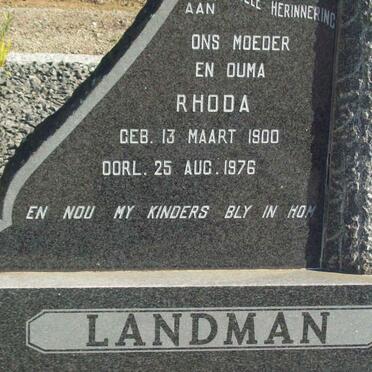 AAN
HERINNERING
ONS MOEDER
EN OUMA
RHODA
GEB. 13 MAART 1900
OORL. 25 AUG. 1976
EN NOU MY KINDERS BLY IN HOM
LANDMAN